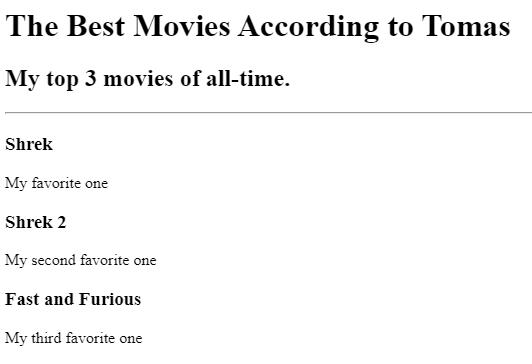 The Best Movies According to Tomas
My top 3 movies of all-time.
Shrek
My favorite one
Shrek 2
My second favorite one
Fast and Furious
My third favorite one